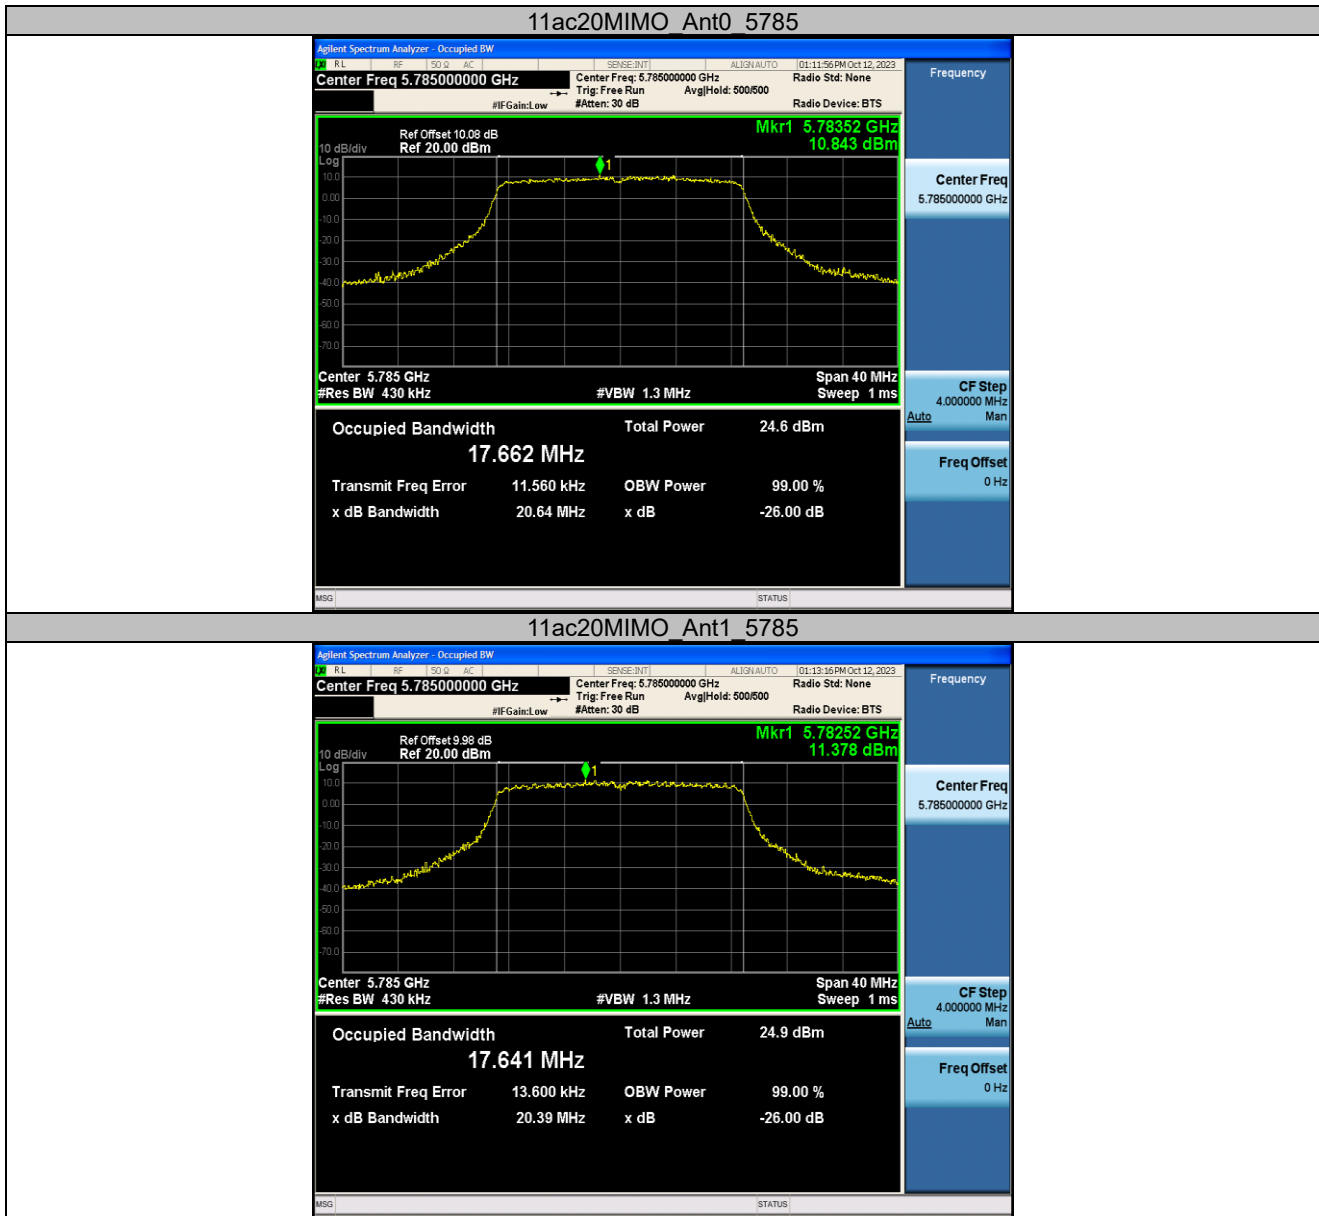 11ac20MIMO_Ant0_5785
Agilent Spectrum Analyzer - Occupied BW
RL RF 50 Ω AC SENSE:INT ALIGN AUTO 01:11:56 PM Oct 12, 2023
Center Freq 5.785000000 GHz Center Freq: 5.785000000 GHz Radio Std: None
Trig: Free Run Avg|Hold: 500/500
#IFGain:Low #Atten: 30 dB Radio Device: BTS
Ref Offset 10.08 dB Mkr1 5.78352 GHz
10 dB/div Ref 20.00 dBm 10.843 dBm
Log
1
10.0
0.00
-10.0
-20.0
-30.0
-40.0
-50.0
-60.0
-70.0
Center 5.785 GHz Span 40 MHz
#Res BW 430 kHz #VBW 1.3 MHz Sweep 1 ms
Occupied Bandwidth Total Power 24.6 dBm
17.662 MHz
Transmit Freq Error 11.560 kHz OBW Power 99.00 %
x dB Bandwidth 20.64 MHz x dB -26.00 dB
MSG STATUS
Frequency
Center Freq
5.785000000 GHz
CF Step
4.000000 MHz
Auto Man
Freq Offset
0 Hz
11ac20MIMO_Ant1_5785
Agilent Spectrum Analyzer - Occupied BW
RL RF 50 Ω AC SENSE:INT ALIGN AUTO 01:13:16 PM Oct 12, 2023
Center Freq 5.785000000 GHz Center Freq: 5.785000000 GHz Radio Std: None
Trig: Free Run Avg|Hold: 500/500
#IFGain:Low #Atten: 30 dB Radio Device: BTS
Ref Offset 9.98 dB Mkr1 5.78252 GHz
10 dB/div Ref 20.00 dBm 11.378 dBm
Log
1
10.0
0.00
-10.0
-20.0
-30.0
-40.0
-50.0
-60.0
-70.0
Center 5.785 GHz Span 40 MHz
#Res BW 430 kHz #VBW 1.3 MHz Sweep 1 ms
Occupied Bandwidth Total Power 24.9 dBm
17.641 MHz
Transmit Freq Error 13.600 kHz OBW Power 99.00 %
x dB Bandwidth 20.39 MHz x dB -26.00 dB
MSG STATUS
Frequency
Center Freq
5.785000000 GHz
CF Step
4.000000 MHz
Auto Man
Freq Offset
0 Hz